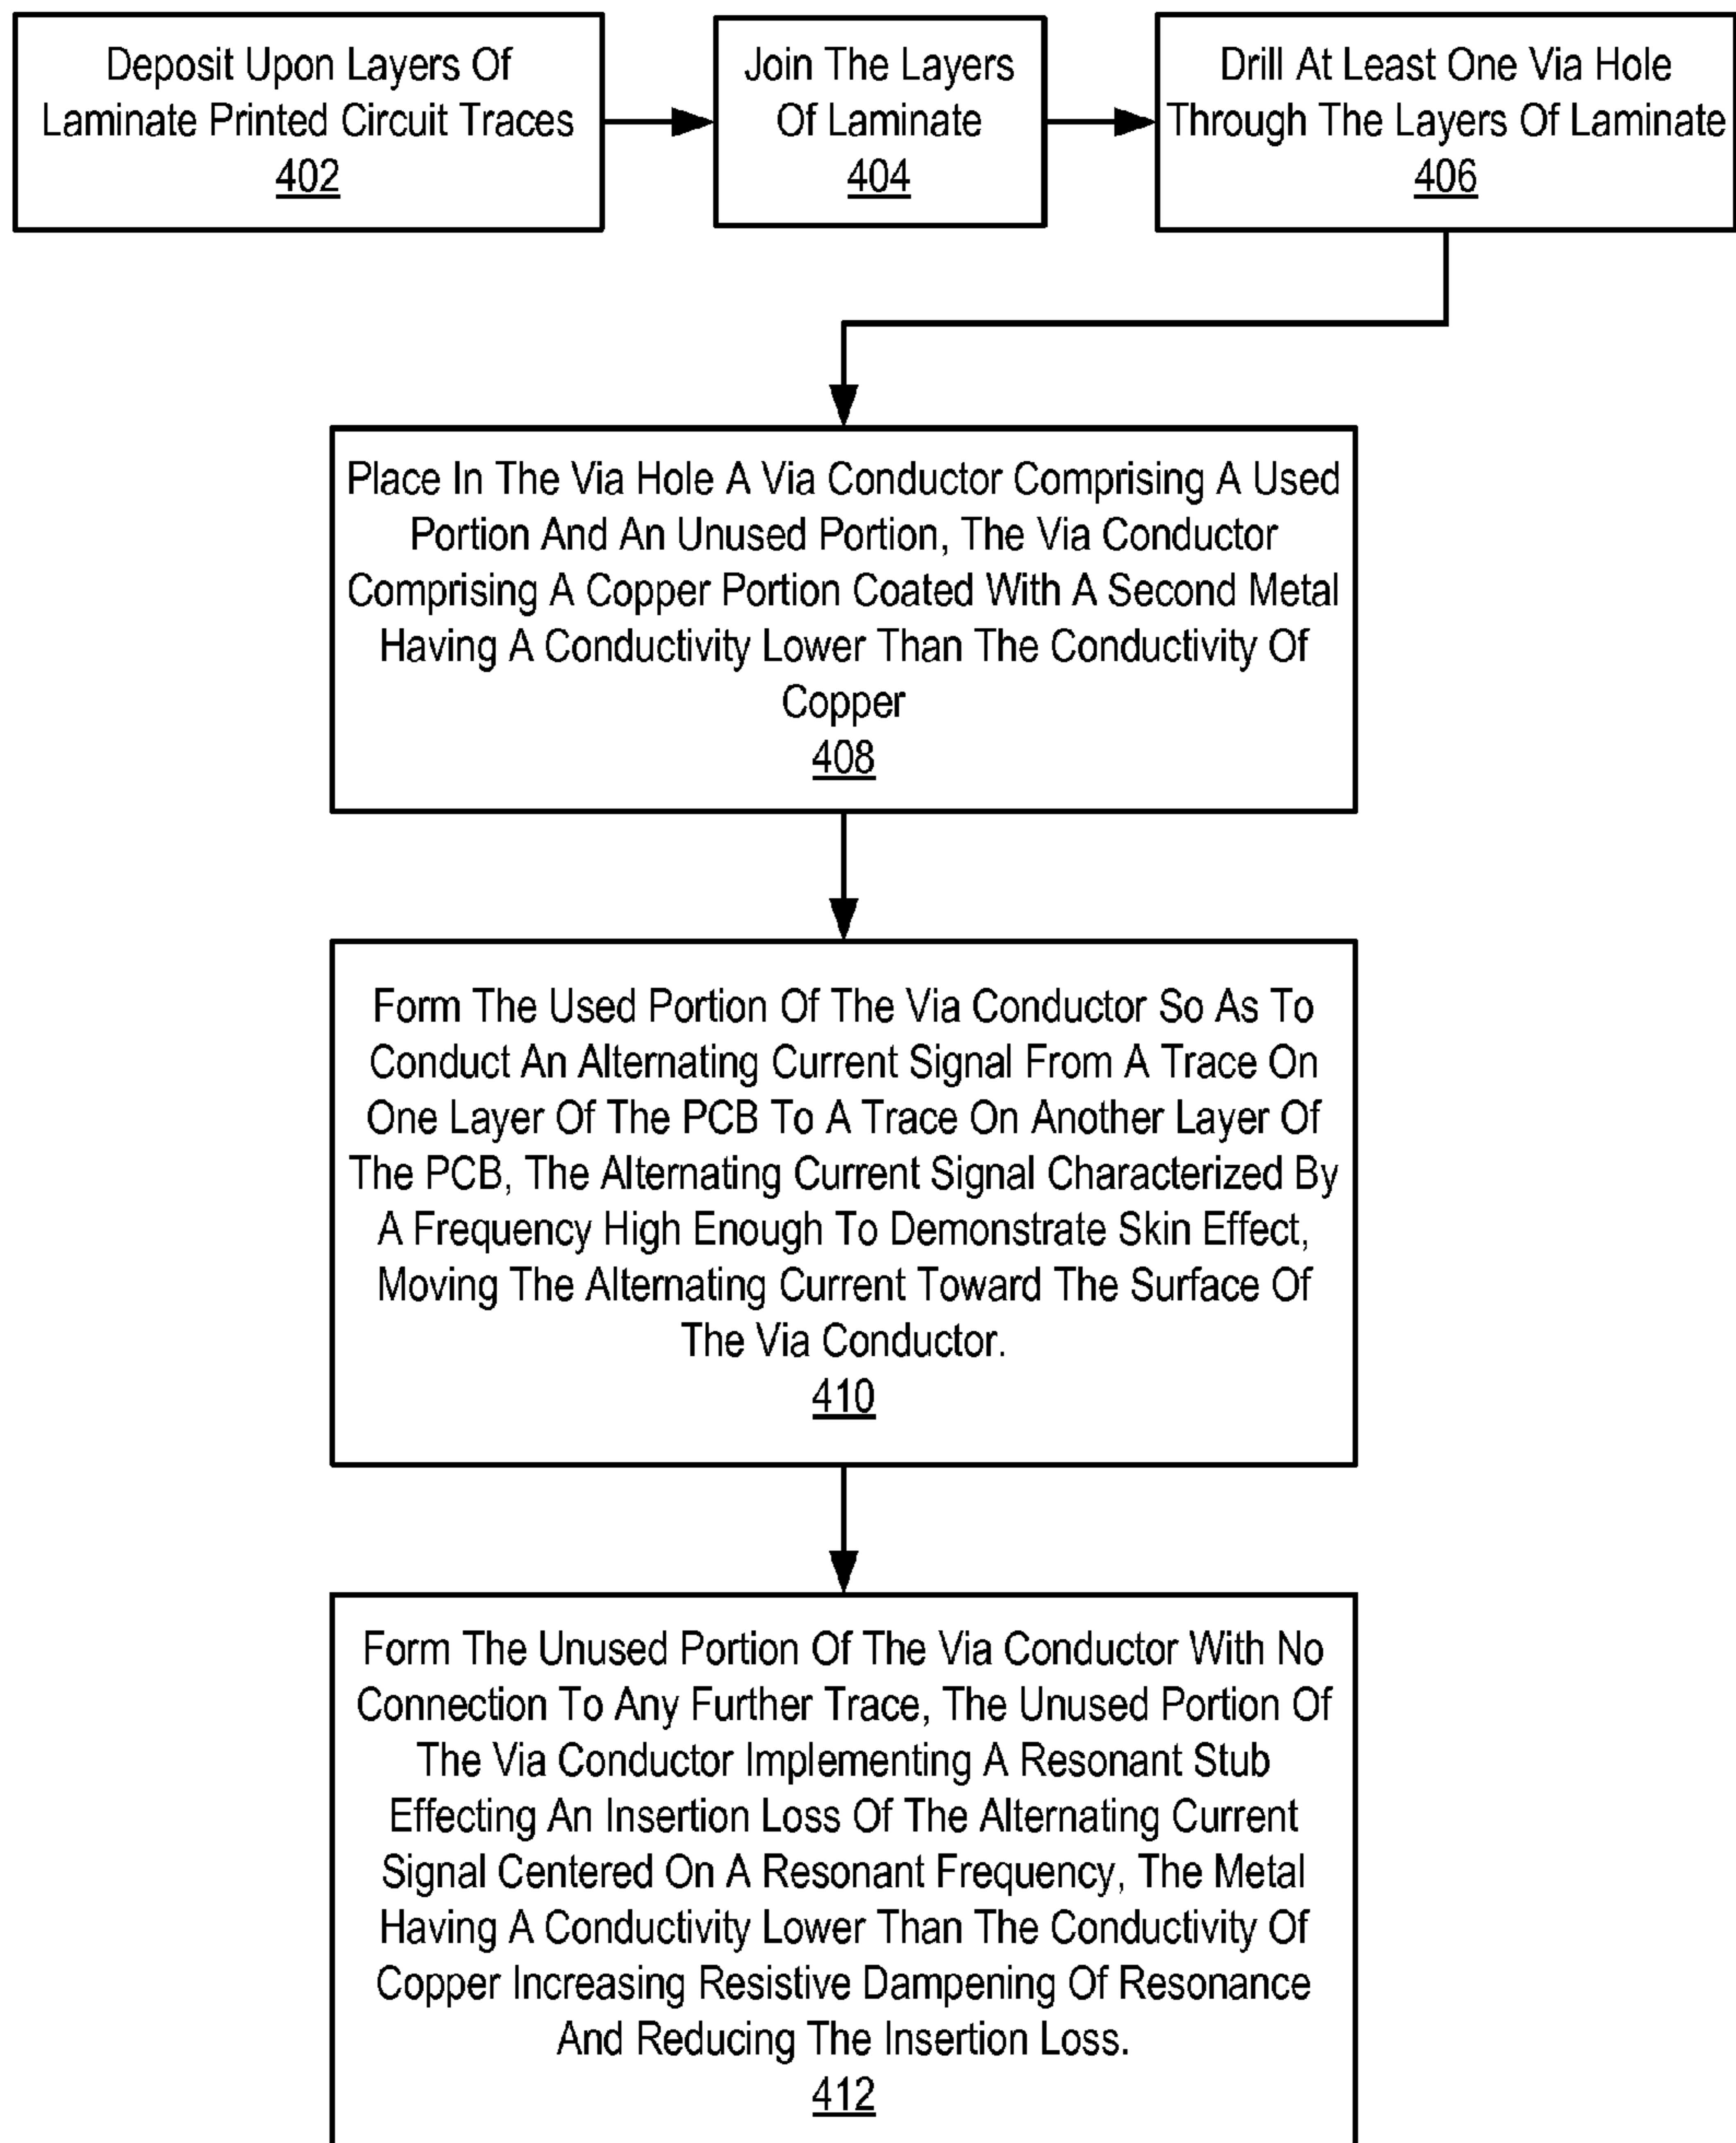 Deposit Upon Layers Of
Laminate Printed Circuit Traces
402
Join The Layers
Of Laminate
404
Drill At Least One Via Hole
Through The Layers Of Laminate
406
Place In The Via Hole A Via Conductor Comprising A Used
Portion And An Unused Portion, The Via Conductor
Comprising A Copper Portion Coated With A Second Metal
Having A Conductivity Lower Than The Conductivity Of
Copper
408
Form The Used Portion Of The Via Conductor So As To
Conduct An Alternating Current Signal From A Trace On
One Layer Of The PCB To A Trace On Another Layer Of
The PCB, The Alternating Current Signal Characterized By
A Frequency High Enough To Demonstrate Skin Effect,
Moving The Alternating Current Toward The Surface Of
The Via Conductor.
410
Form The Unused Portion Of The Via Conductor With No
Connection To Any Further Trace, The Unused Portion Of
The Via Conductor Implementing A Resonant Stub
Effecting An Insertion Loss Of The Alternating Current
Signal Centered On A Resonant Frequency, The Metal
Having A Conductivity Lower Than The Conductivity Of
Copper Increasing Resistive Dampening Of Resonance
And Reducing The Insertion Loss.
412